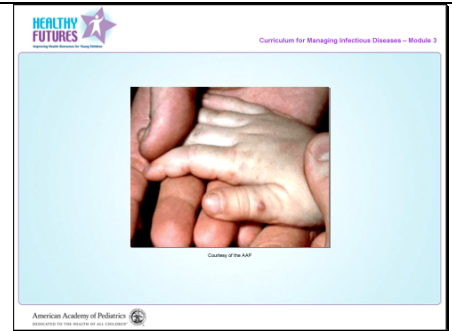 HEALTHY
FUTURES
Improving Health Outcomes for Young Children
Curriculum for Managing Infectious Diseases – Module 3
Courtesy of the AAP
American Academy of Pediatrics
DEDICATED TO THE HEALTH OF ALL CHILDREN™